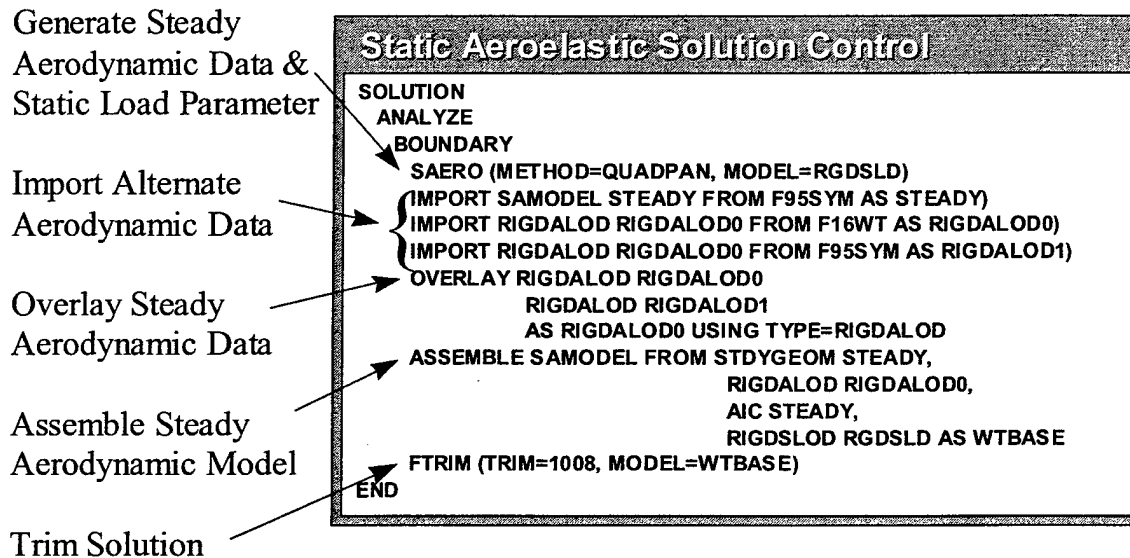 Generate Steady
Aerodynamic Data &
Static Load Parameter
Import Alternate
Aerodynamic Data
Overlay Steady
Aerodynamic Data
Assemble Steady
Aerodynamic Model
Trim Solution
Static Aeroelastic Solution Control
SOLUTION
ANALYZE
BOUNDARY
SAERO (METHOD=QUADPAN, MODEL=RGDSLD)
IMPORT SAMODEL STEADY FROM F95SYM AS STEADY)
IMPORT RIGDALOD RIGDALOD0 FROM F16WT AS RIGDALOD0)
IMPORT RIGDALOD RIGDALOD0 FROM F95SYM AS RIGDALOD1)
OVERLAY RIGDALOD RIGDALOD0
RIGDALOD RIGDALOD1
AS RIGDALOD0 USING TYPE=RIGDALOD
ASSEMBLE SAMODEL FROM STDYGEOM STEADY,
RIGDALOD RIGDALOD0,
AIC STEADY,
RIGDSLOD RGDSLD AS WTBASE
FTRIM (TRIM=1008, MODEL=WTBASE)
END